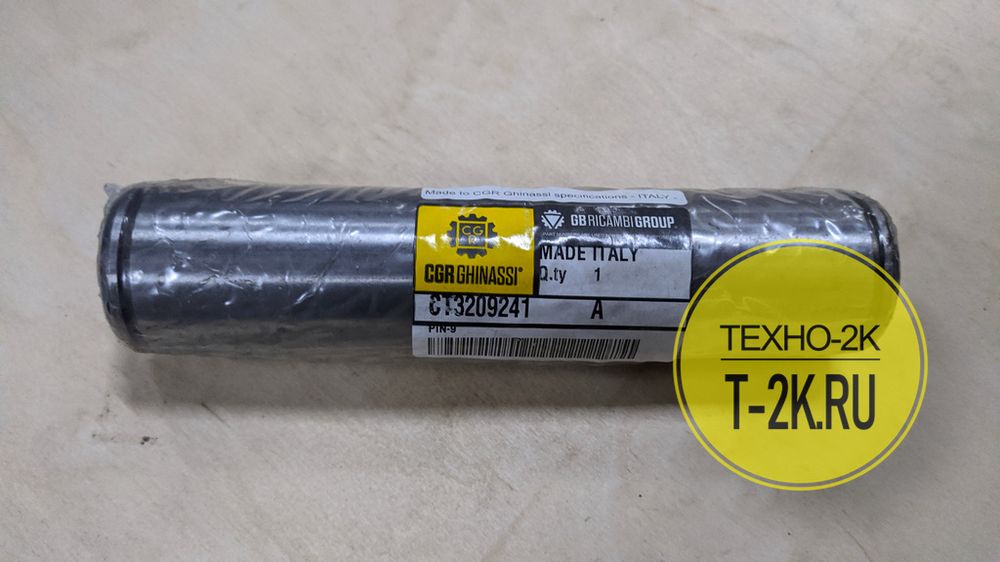 Made to CGR Ghinassi specifications - ITALY -
CG
R
CGR GHINASSI
GB RICAMBI GROUP
MADE ITALY
Q.ty 1
CT3209241 A
PIN-9
ТЕХНО-2К
T-2K.RU